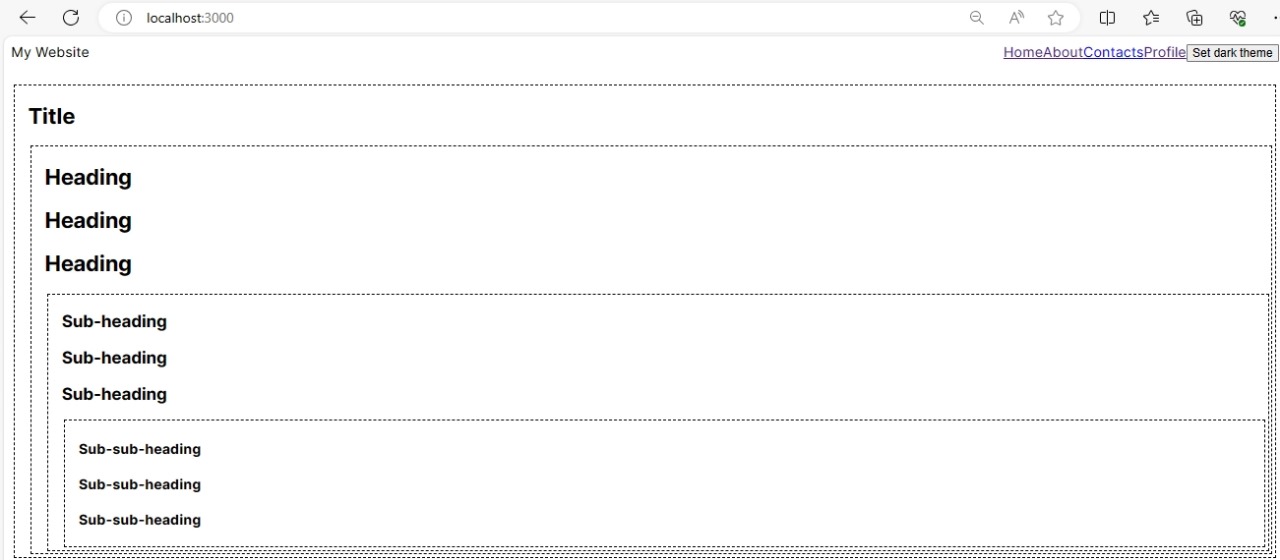 localhost:3000
My Website HomeAboutContactsProfile Set dark theme
Title
Heading
Heading
Heading
Sub-heading
Sub-heading
Sub-heading
Sub-sub-heading
Sub-sub-heading
Sub-sub-heading